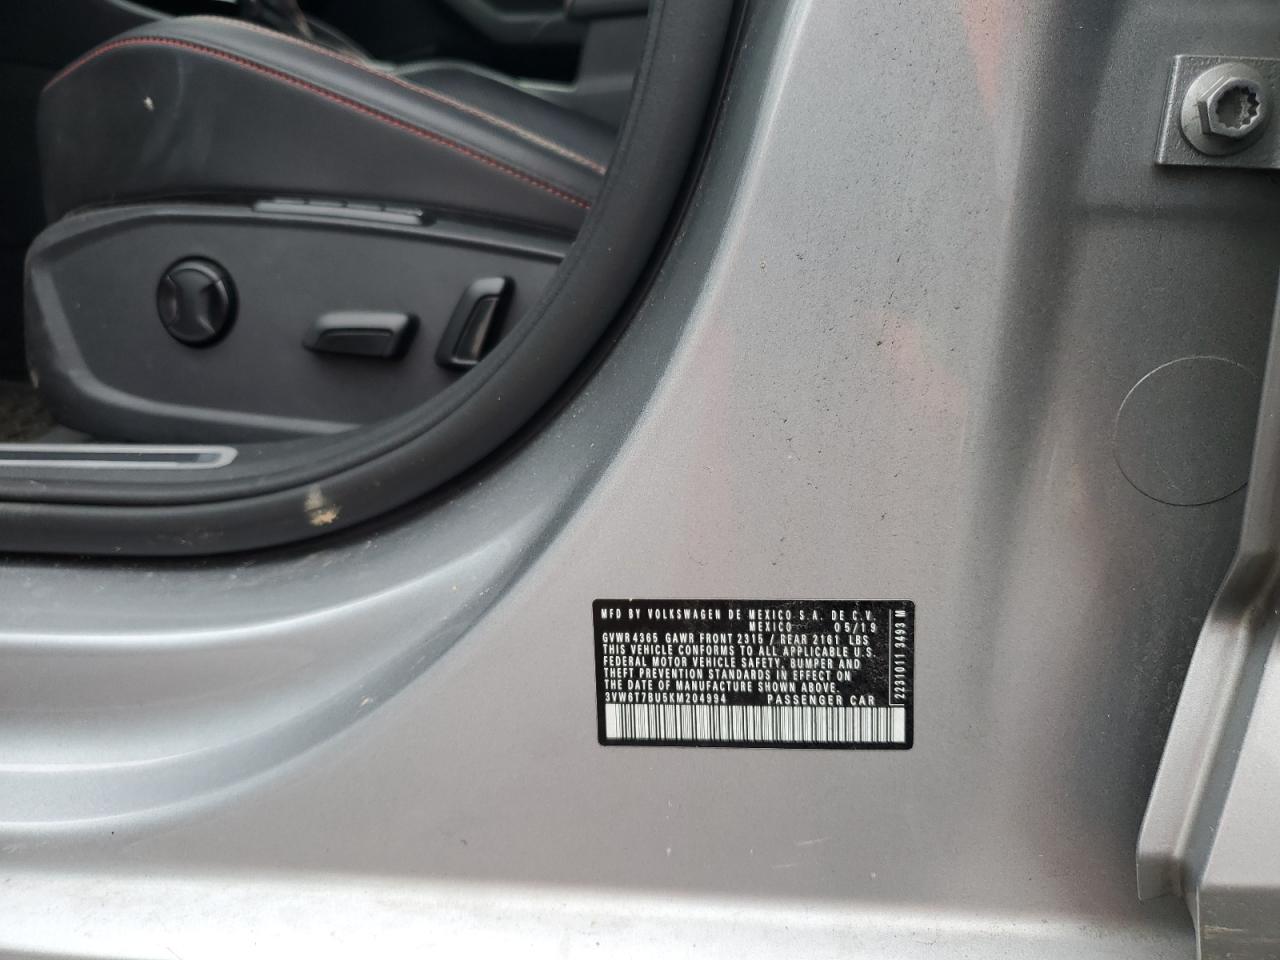 MFD BY VOLKSWAGEN DE MEXICO S.A. DE C.V.
MEXICO 05/19
GVWR 4365 GAWR FRONT 2315 / REAR 2161 LBS
THIS VEHICLE CONFORMS TO ALL APPLICABLE U.S.
FEDERAL MOTOR VEHICLE SAFETY, BUMPER AND
THEFT PREVENTION STANDARDS IN EFFECT ON
THE DATE OF MANUFACTURE SHOWN ABOVE.
3VW6T7BU5KM204994 PASSENGER CAR
2231011 3493 M